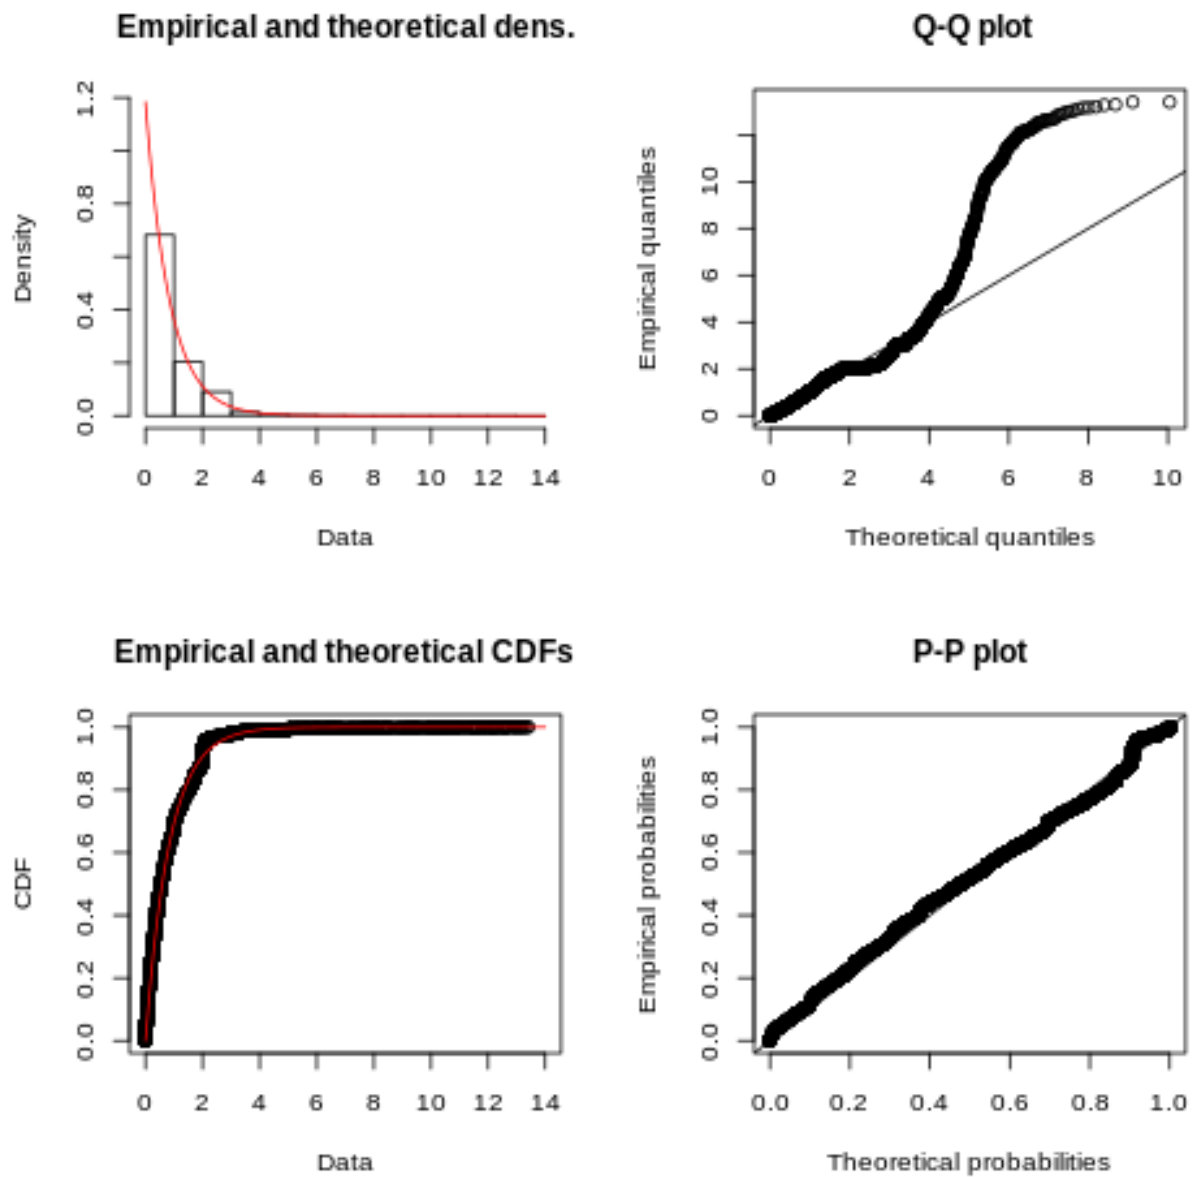 Empirical and theoretical dens.
Density
0.0 0.4 0.8 1.2
0 2 4 6 8 10 12 14
Data
Q-Q plot
Empirical quantiles
0 2 4 6 8 10
0 2 4 6 8 10
Theoretical quantiles
Empirical and theoretical CDFs
CDF
0.0 0.2 0.4 0.6 0.8 1.0
0 2 4 6 8 10 12 14
Data
P-P plot
Empirical probabilities
0.0 0.2 0.4 0.6 0.8 1.0
0.0 0.2 0.4 0.6 0.8 1.0
Theoretical probabilities